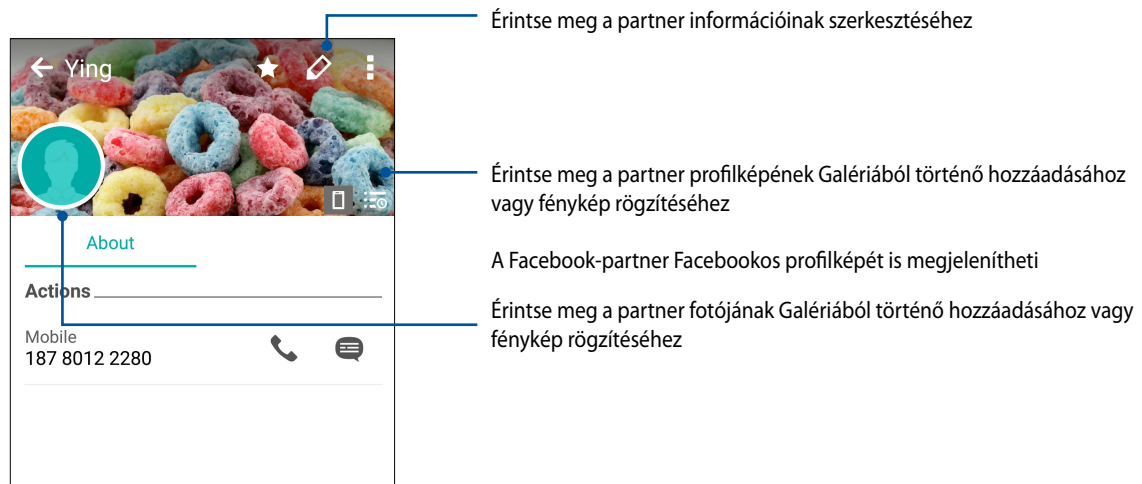 Érintse meg a partner információinak szerkesztéséhez
Ying
Érintse meg a partner profilképének Galériából történő hozzáadásához
vagy fénykép rögzítéséhez
About
A Facebook-partner Facebookos profilképét is megjelenítheti
Actions
Érintse meg a partner fotójának Galériából történő hozzáadásához vagy
fénykép rögzítéséhez
Mobile
187 8012 2280